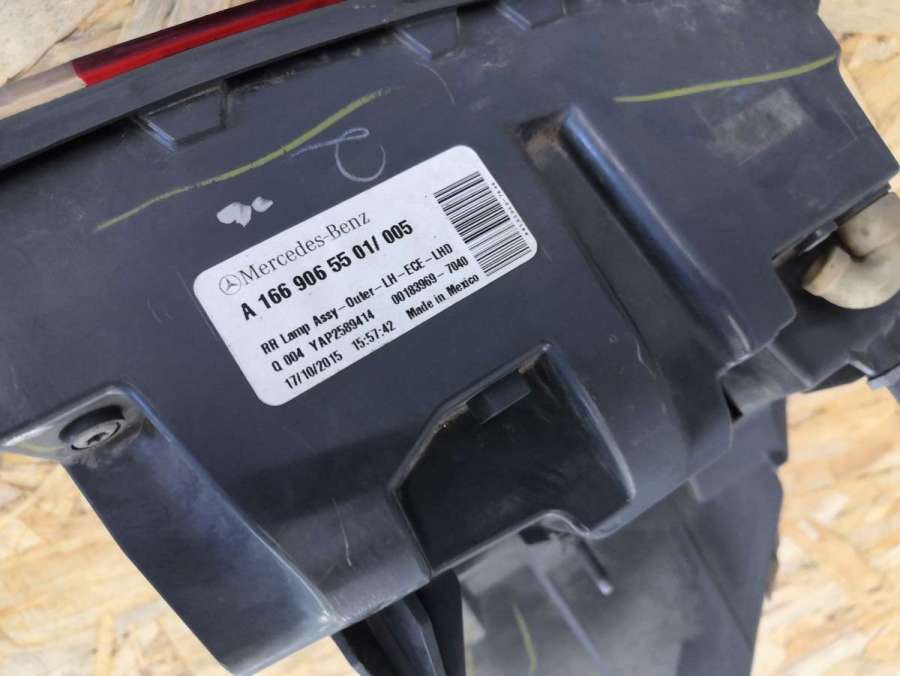 Mercedes-Benz
A 166 906 55 01/ 005
RR Lamp Assy-Outer-LH-ECE-LHD
Q 004 YAP2589414 00183969-7040
17/10/2015 15:57:42 Made in Mexico